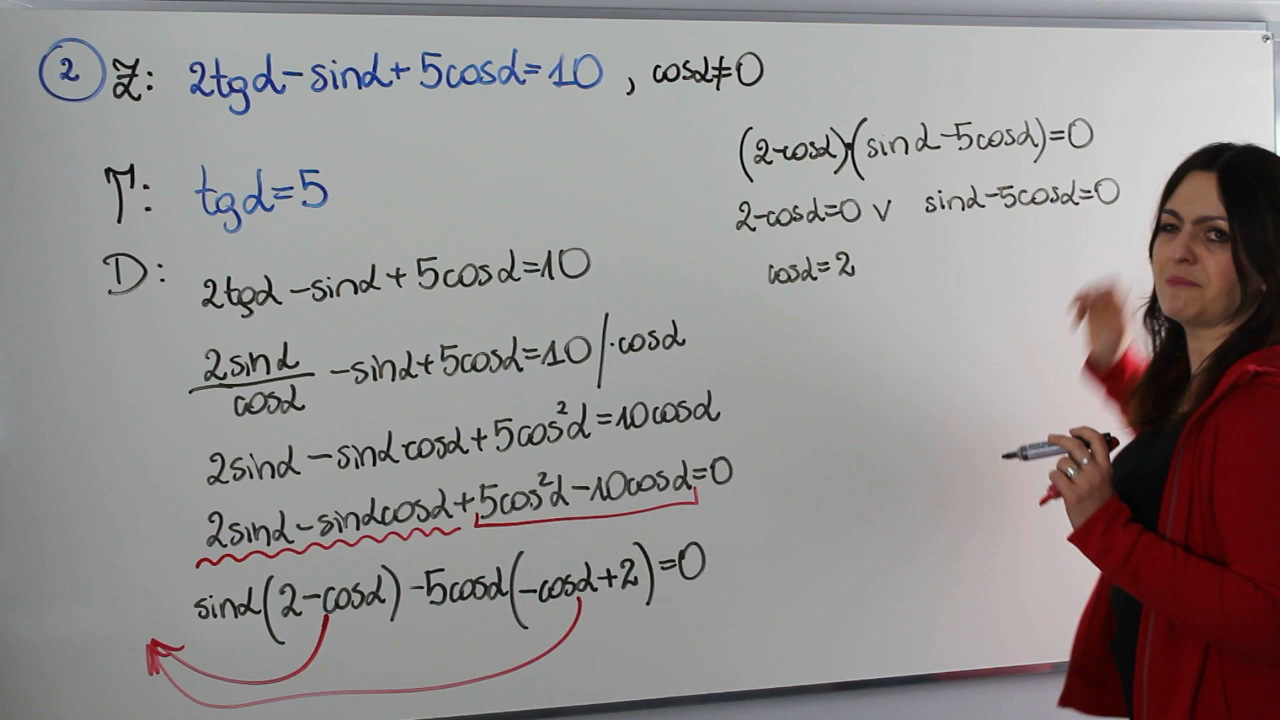 2 Z: 2tgα-sinα+5cosα=10, cosα≠0
T: tgα=5
D: 2tgα-sinα+5cosα=10
2sinα/cosα -sinα+5cosα=10 /·cosα
2sinα-sinαcosα+5cos²α=10cosα
2sinα-sinαcosα+5cos²α-10cosα=0
sinα(2-cosα)-5cosα(-cosα+2)=0
(2-cosα)·(sinα-5cosα)=0
2-cosα=0 ∨ sinα-5cosα=0
cosα=2